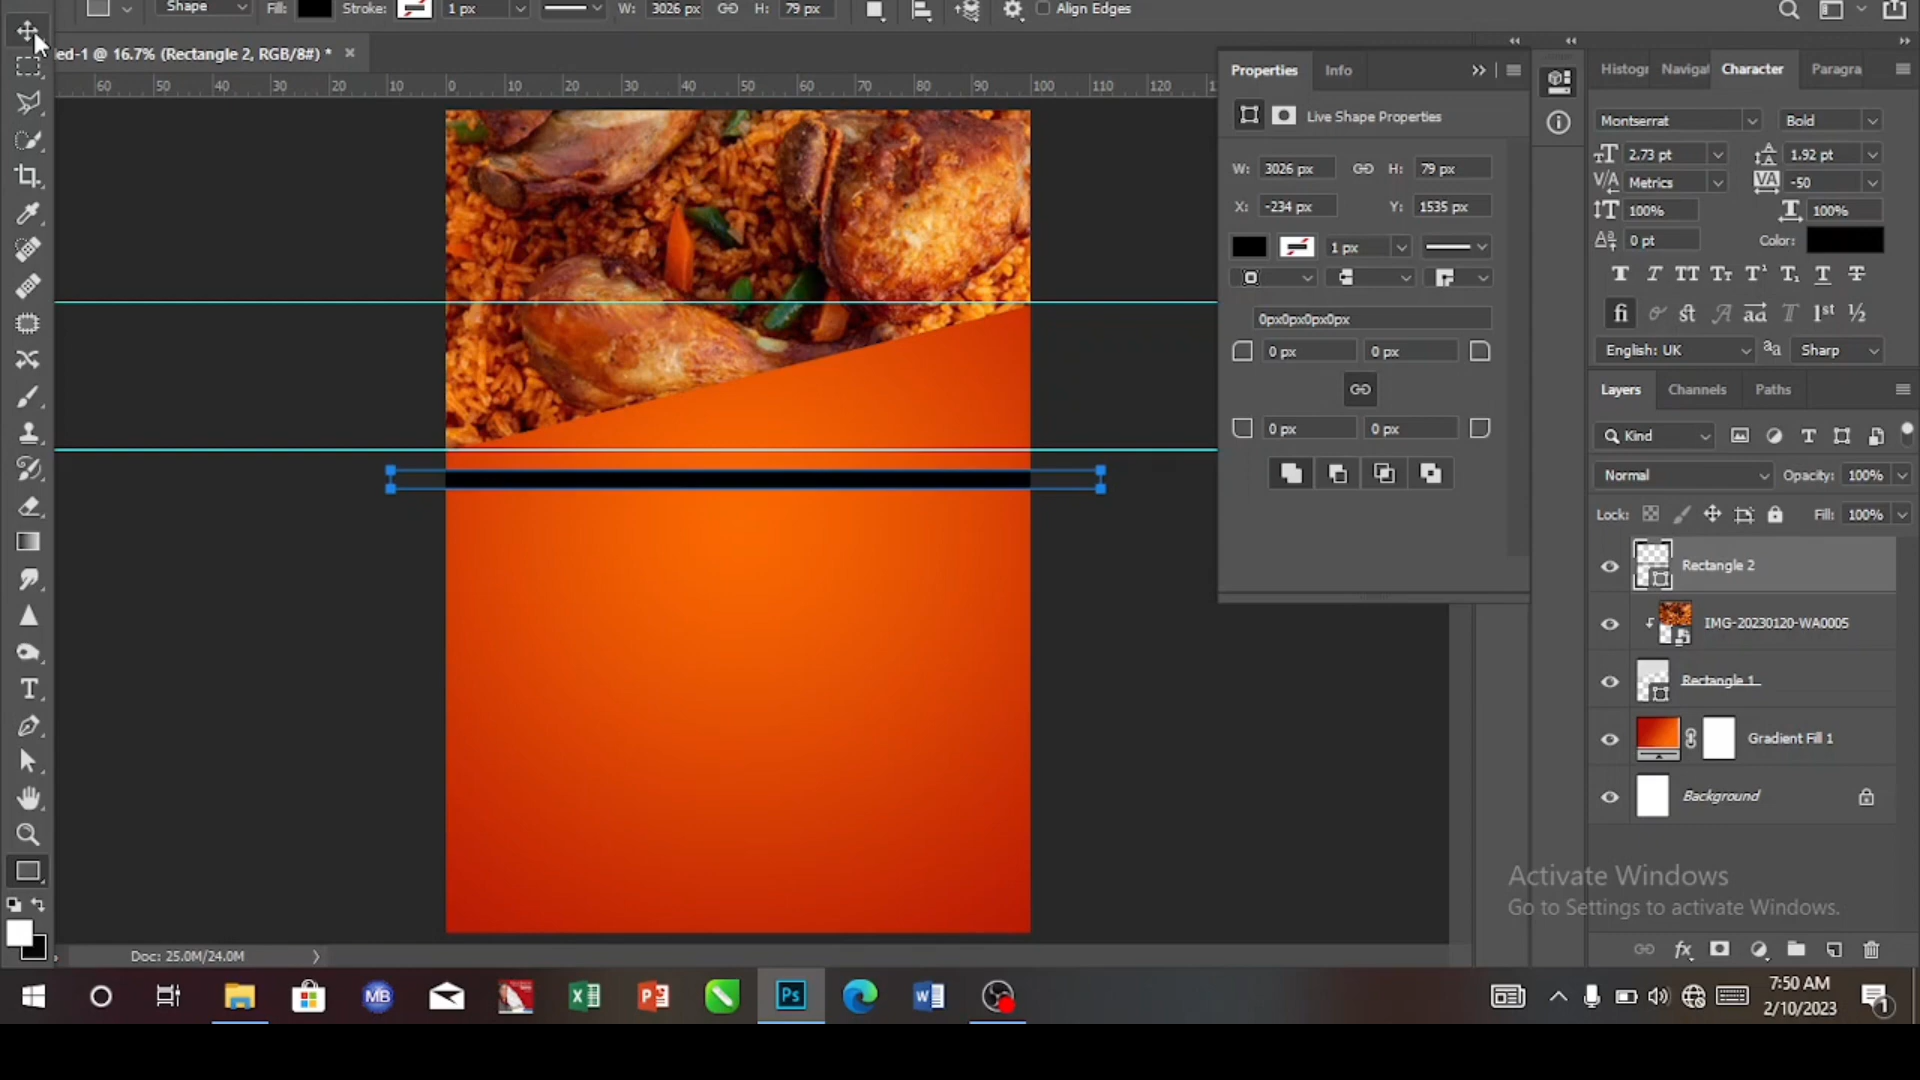 Shape Fill: Stroke: 1 px W: 3026 px H: 79 px Align Edges
ed-1 @ 16.7% (Rectangle 2, RGB/8#) * ×
60 50 40 30 20 10 0 10 20 30 40 50 60 70 80 90 100 110 120
Properties Info
Live Shape Properties
W: 3026 px H: 79 px
X: -234 px Y: 1535 px
1 px
0px0px0px0px
0 px 0 px
0 px 0 px
Histogr Navigat Character Paragra
Montserrat Bold
2.73 pt 1.92 pt
Metrics -50
100% 100%
0 pt Color:
English: UK aa Sharp
Layers Channels Paths
Kind
Normal Opacity: 100%
Lock: Fill: 100%
Rectangle 2
IMG-20230120-WA0005
Rectangle 1
Gradient Fill 1
Background
Activate Windows
Go to Settings to activate Windows.
Doc: 25.0M/24.0M
MB Ps
7:50 AM
2/10/2023
1